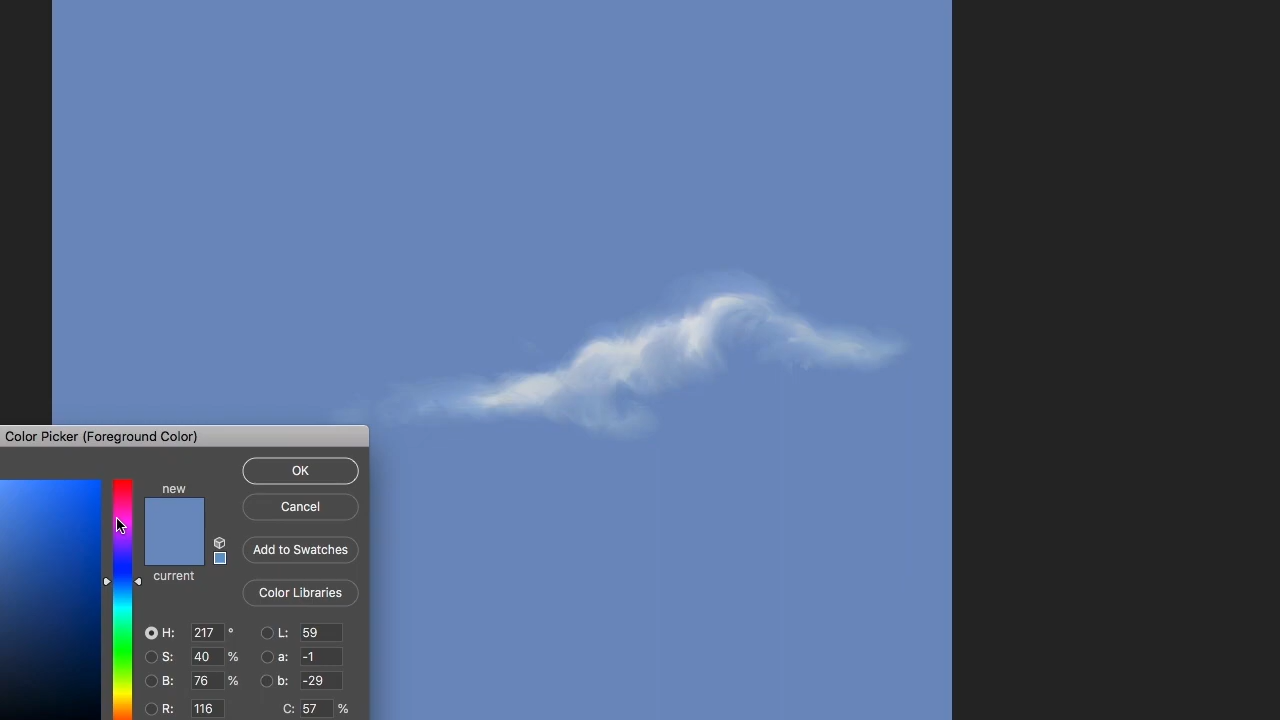 Color Picker (Foreground Color)
OK
new
Cancel
Add to Swatches
current
Color Libraries
H: 217 ° L: 59
S: 40 % a: -1
B: 76 % b: -29
R: 116 C: 57 %